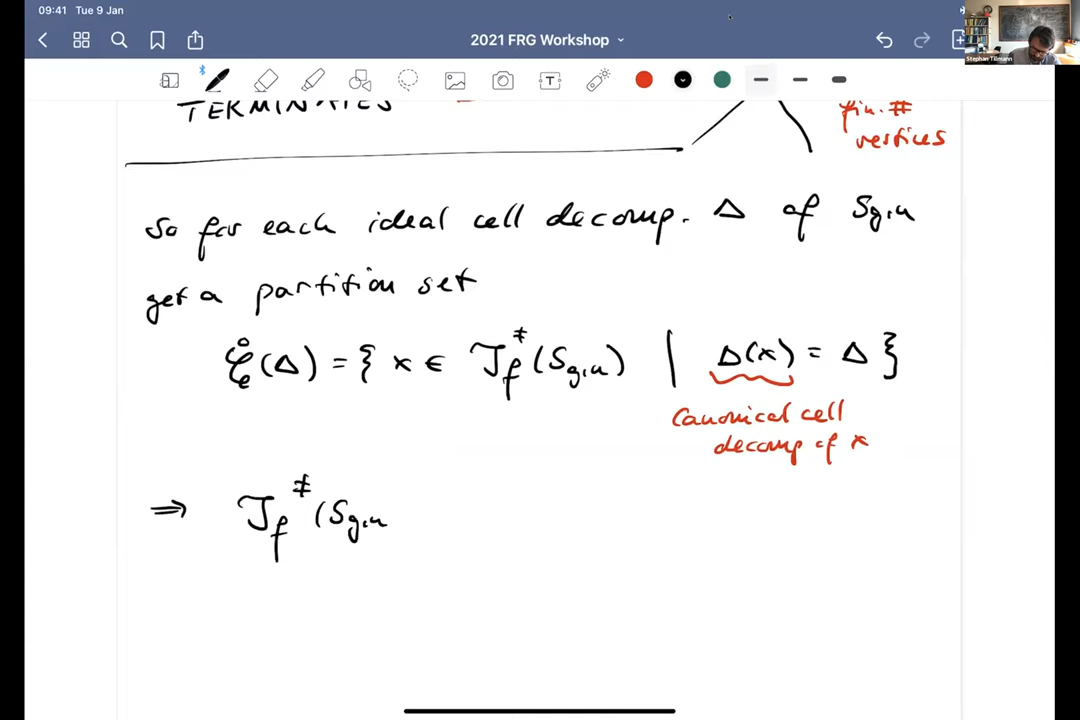 09:41 Tue 9 Jan
2021 FRG Workshop
Stephan Tillmann
TERMINATES
fin. #
vertices
So for each ideal cell decomp. Δ of Sg,n
get a partition set
𝒞̊(Δ) = { x ∈ 𝒯f‡(Sg,n) | Δ(x) = Δ }
Canonical cell
decomp of x
⇒ 𝒯f‡(Sg,n